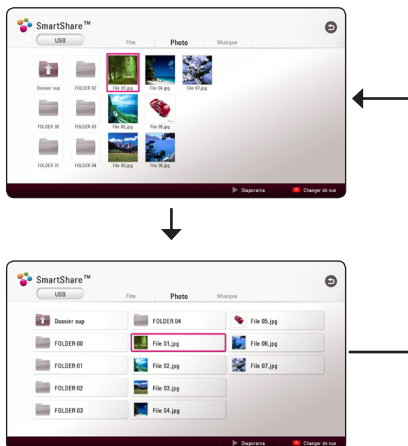 SmartShare™
USB Film Photo Musique
Dossier sup FOLDER 02 File 01.jpg File 04.jpg File 07.jpg
FOLDER 00 FOLDER 03 File 02.jpg File 05.jpg
FOLDER 01 FOLDER 04 File 03.jpg File 06.jpg
Diaporama R Changer de vue
SmartShare™
USB Film Photo Musique
Dossier sup FOLDER 04 File 05.jpg
FOLDER 00 File 01.jpg File 06.jpg
FOLDER 01 File 02.jpg File 07.jpg
FOLDER 02 File 03.jpg
FOLDER 03 File 04.jpg
Diaporama R Changer de vue